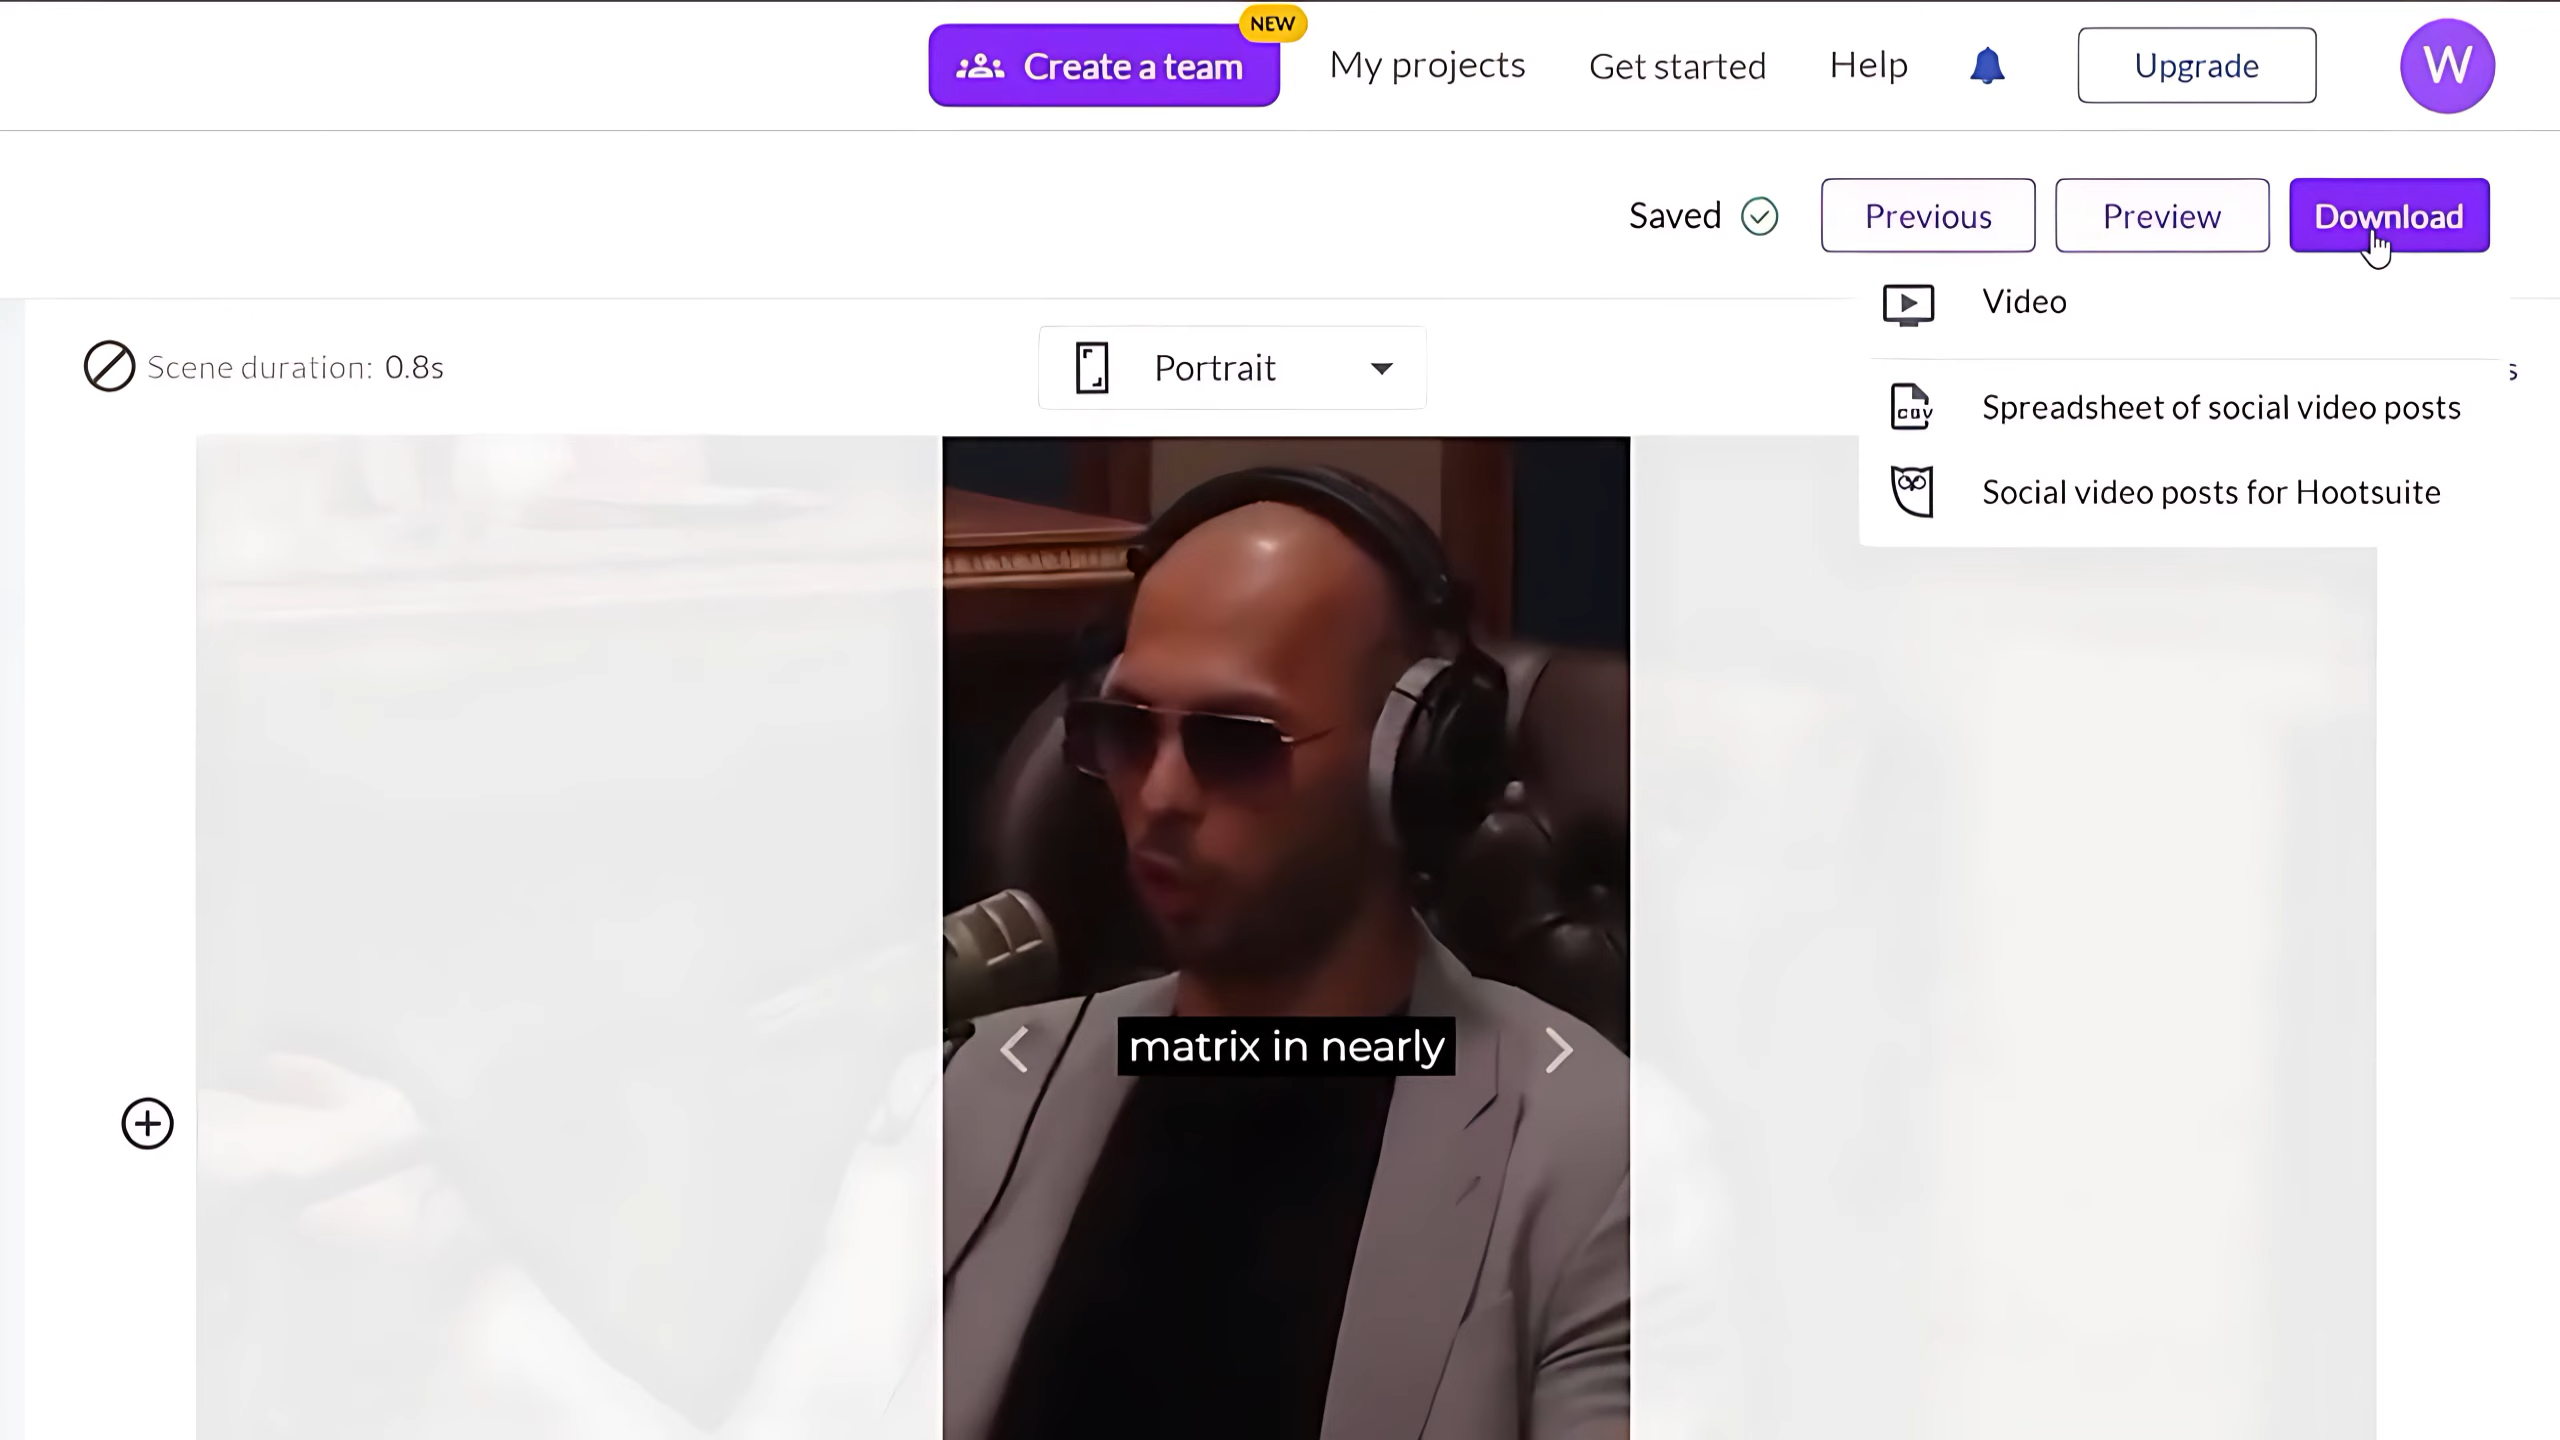 NEW
Create a team
My projects
Get started
Help
Upgrade
W
Saved
Previous
Preview
Download
Video
Scene duration: 0.8s
Portrait
s
Spreadsheet of social video posts
Social video posts for Hootsuite
matrix in nearly